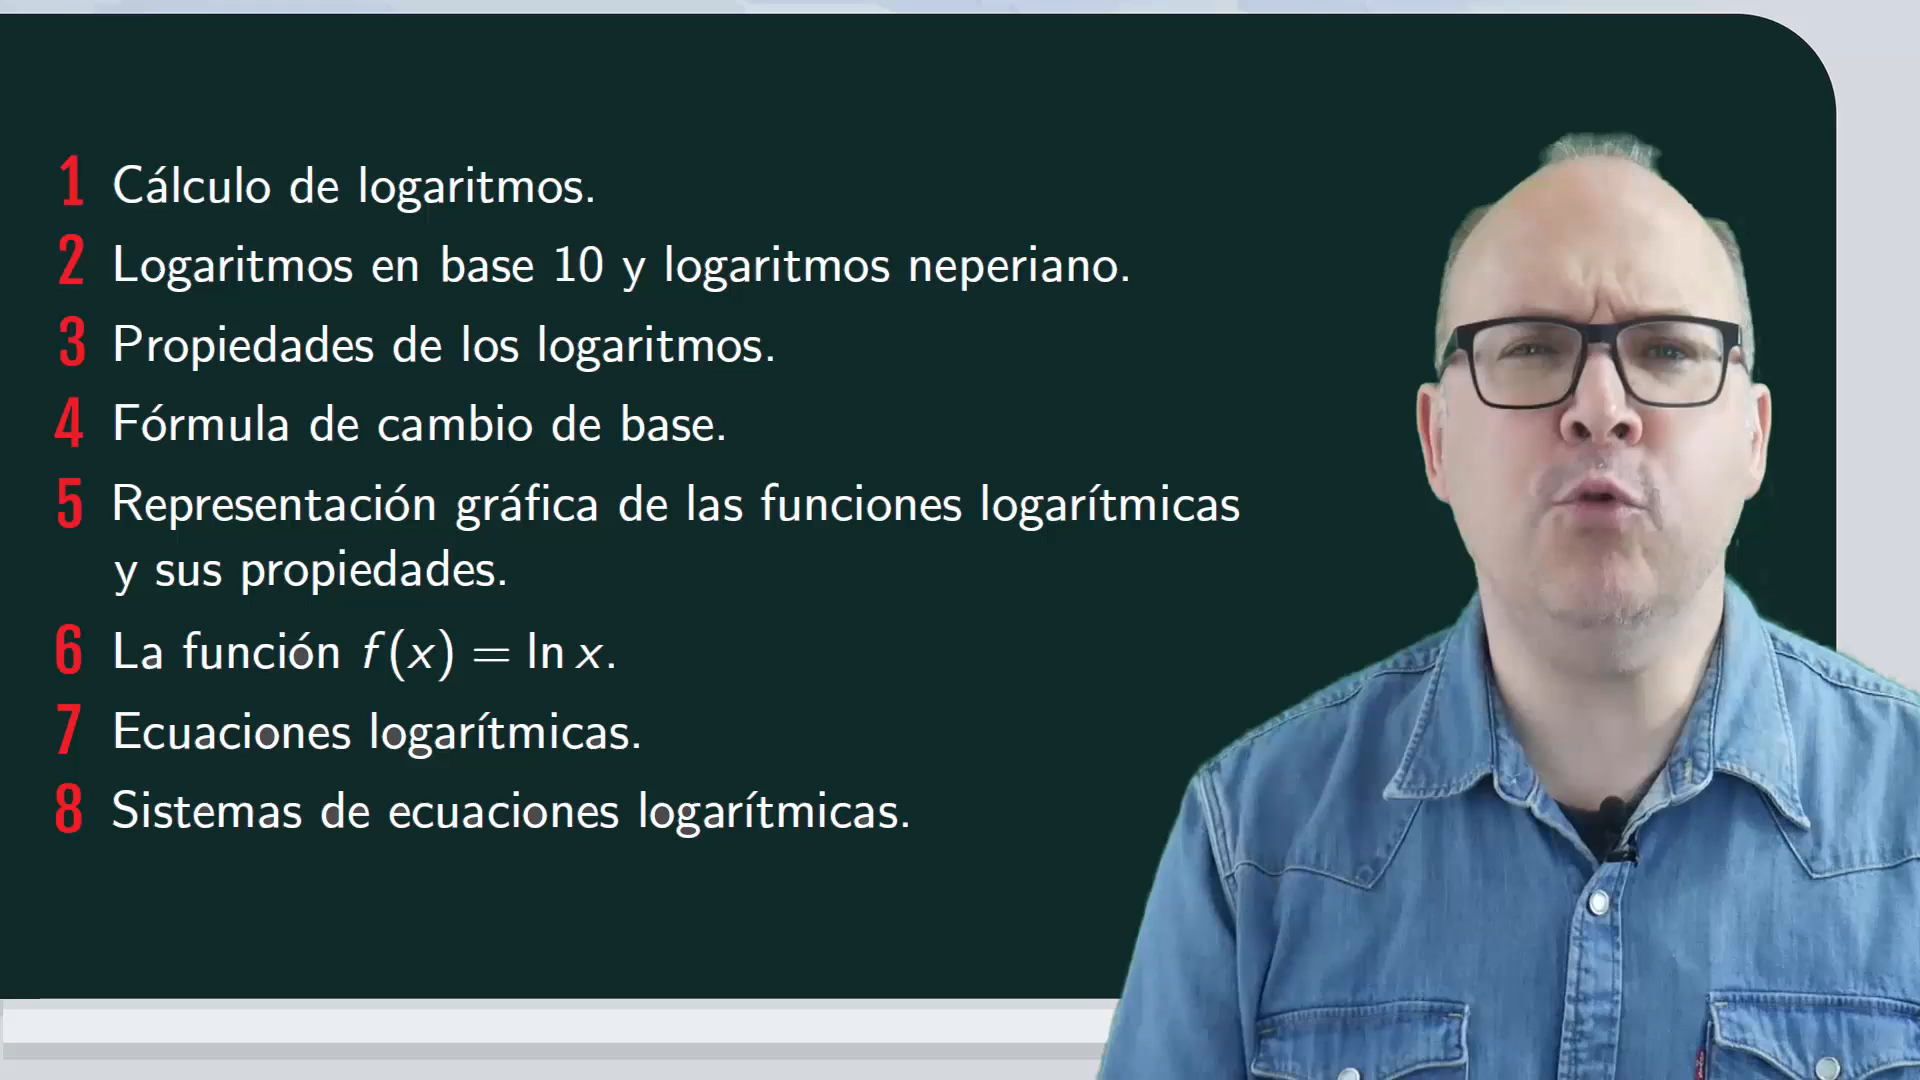 1 Cálculo de logaritmos.
2 Logaritmos en base 10 y logaritmos neperiano.
3 Propiedades de los logaritmos.
4 Fórmula de cambio de base.
5 Representación gráfica de las funciones logarítmicas
y sus propiedades.
6 La función f(x) = ln x.
7 Ecuaciones logarítmicas.
8 Sistemas de ecuaciones logarítmicas.